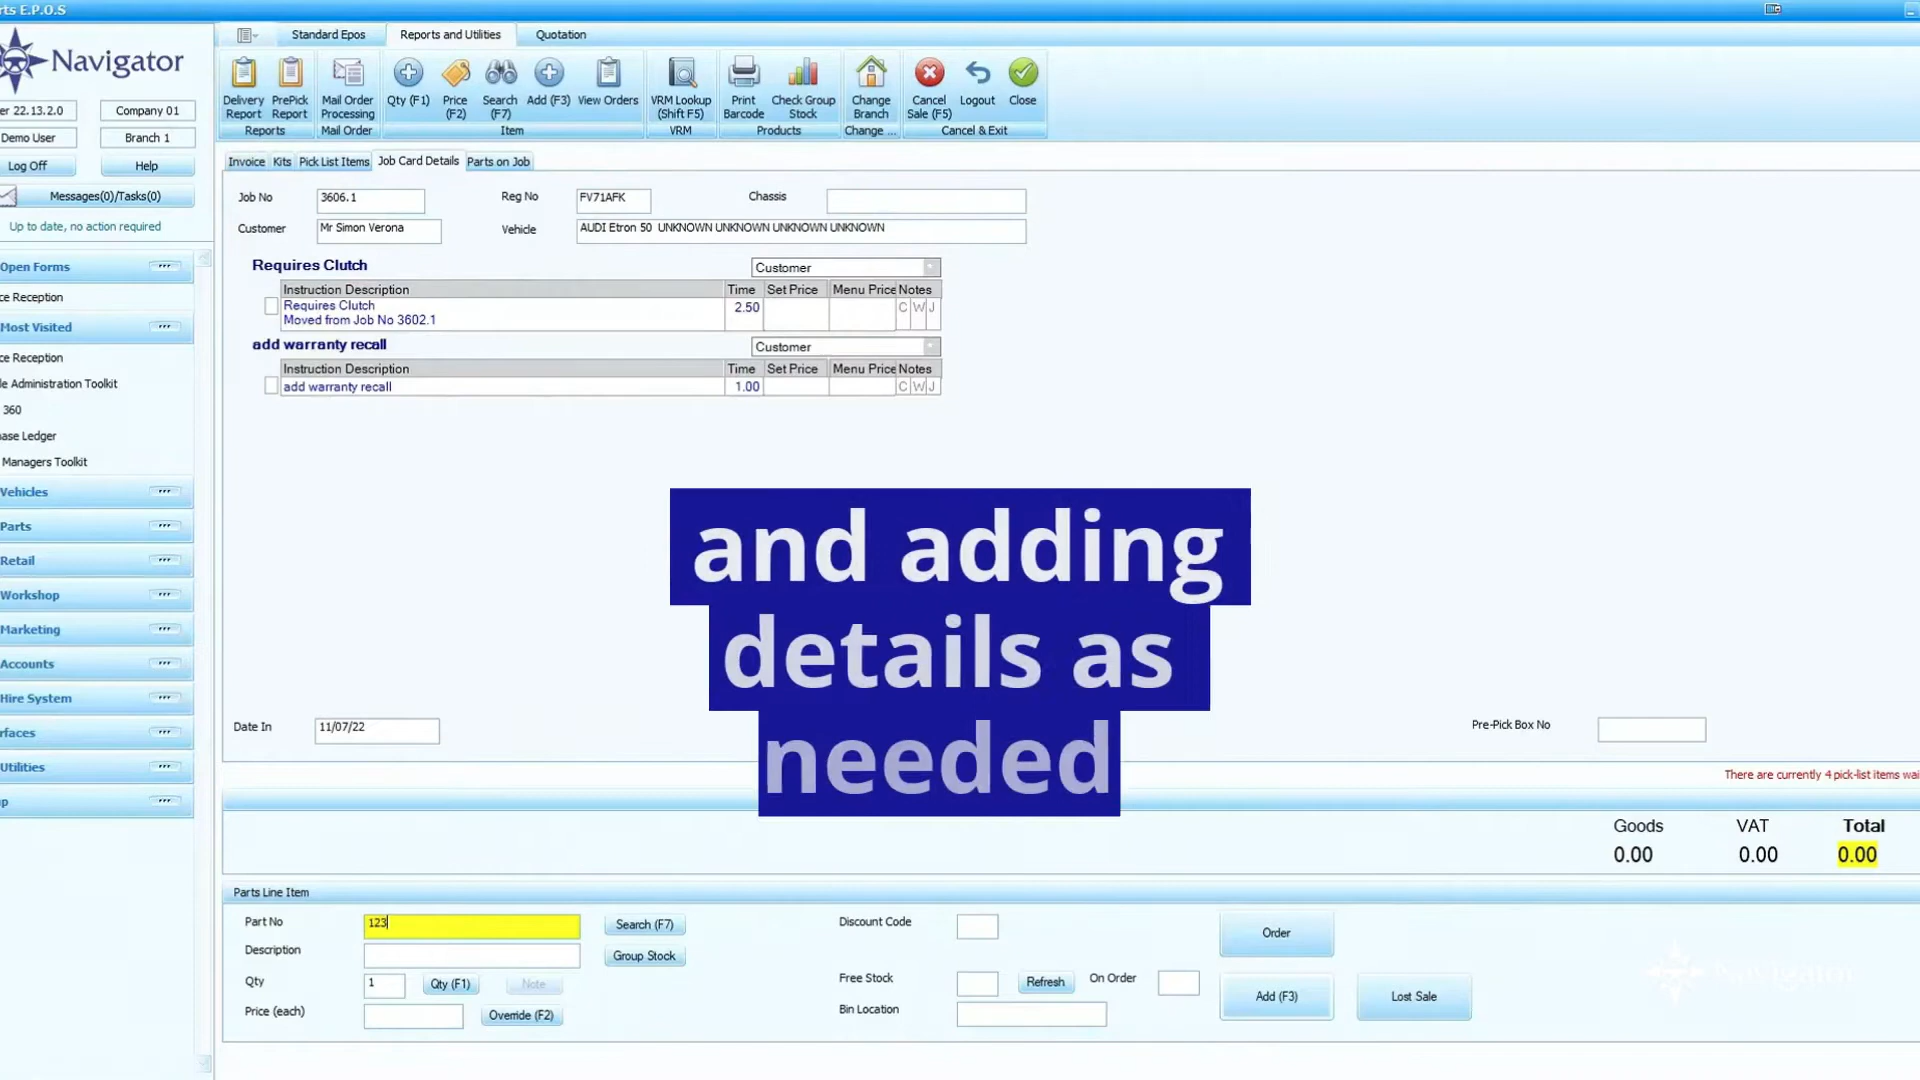 rts E.P.O.S
Navigator
er 22.13.2.0 Company 01
Demo User Branch 1
Log Off Help
Messages(0)/Tasks(0)
Up to date, no action required
Open Forms
ce Reception
Most Visited
ce Reception
le Administration Toolkit
360
ase Ledger
Managers Toolkit
Vehicles
Parts
Retail
Workshop
Marketing
Accounts
Hire System
rfaces
Utilities
p
Standard Epos Reports and Utilities Quotation
Delivery Report PrePick Report Mail Order Processing Qty (F1) Price (F2) Search (F7) Add (F3) View Orders VRM Lookup (Shift F5) Print Barcode Check Group Stock Change Branch Cancel Sale (F5) Logout Close
Reports Mail Order Item VRM Products Change ... Cancel & Exit
Invoice Kits Pick List Items Job Card Details Parts on Job
Job No 3606.1 Reg No FV71AFK Chassis
Customer Mr Simon Verona Vehicle AUDI Etron 50 UNKNOWN UNKNOWN UNKNOWN UNKNOWN
Requires Clutch Customer
Instruction Description Time Set Price Menu Price Notes
Requires Clutch 2.50 C W J
Moved from Job No 3602.1
add warranty recall Customer
Instruction Description Time Set Price Menu Price Notes
add warranty recall 1.00 C W J
and adding
details as
needed
Date In 11/07/22 Pre-Pick Box No
There are currently 4 pick-list items wai
Goods VAT Total
0.00 0.00 0.00
Parts Line Item
Part No 123 Search (F7) Discount Code Order
Description Group Stock
Qty 1 Qty (F1) Note Free Stock Refresh On Order Add (F3) Lost Sale
Price (each) Override (F2) Bin Location
Navigator